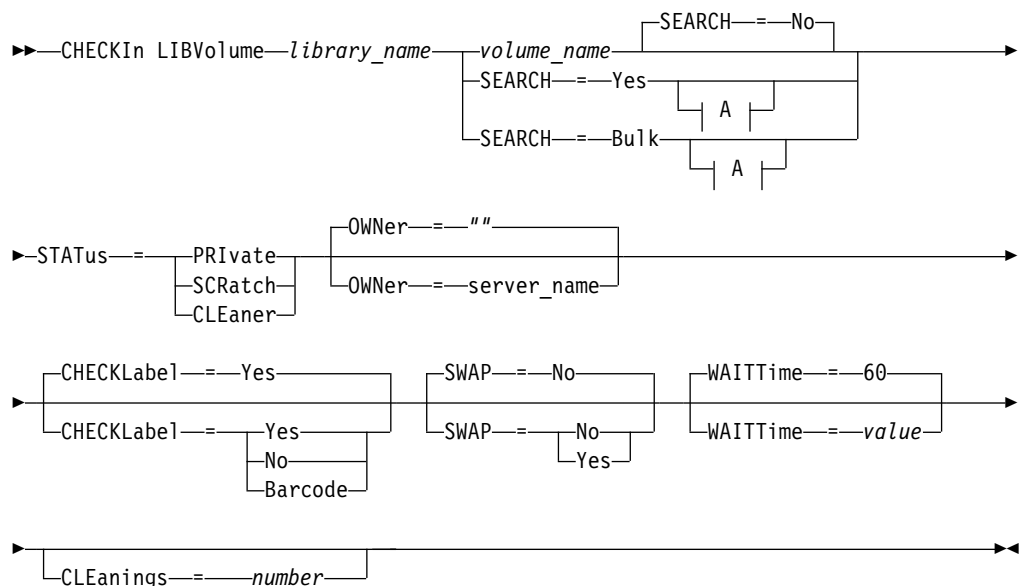 SEARCH = No
CHECKIn LIBVolume library_name volume_name
SEARCH = Yes
A
SEARCH = Bulk
A
OWNer = ""
STATus = PRIvate
SCRatch OWNer = server_name
CLEaner
CHECKLabel = Yes SWAP = No WAITTime = 60
CHECKLabel = Yes SWAP = No WAITTime = value
No Yes
Barcode
CLEanings = number